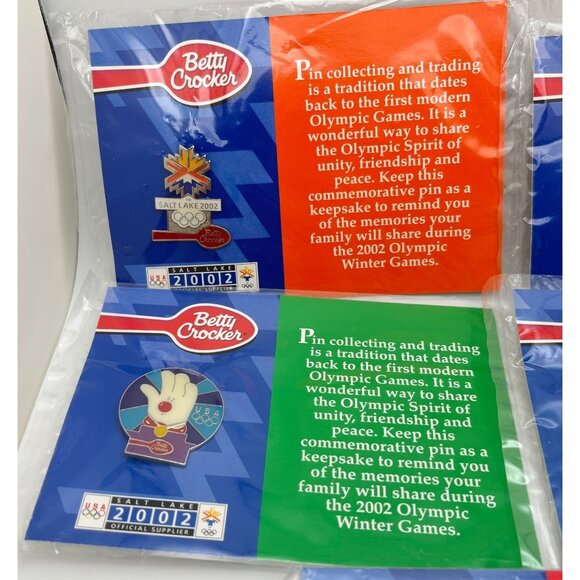 Betty
Crocker
Pin collecting and trading
is a tradition that dates
back to the first modern
Olympic Games. It is a
wonderful way to share
the Olympic Spirit of
unity, friendship and
peace. Keep this
commemorative pin as a
keepsake to remind you
of the memories your
family will share during
the 2002 Olympic
Winter Games.
SALT LAKE 2002
Betty
Crocker
USA
SALT LAKE
2002
OFFICIAL SUPPLIER
Betty
Crocker
Pin collecting and trading
is a tradition that dates
back to the first modern
Olympic Games. It is a
wonderful way to share
the Olympic Spirit of
unity, friendship and
peace. Keep this
commemorative pin as a
keepsake to remind you
of the memories your
family will share during
the 2002 Olympic
Winter Games.
USA
Betty
Crocker
USA
SALT LAKE
2002
OFFICIAL SUPPLIER